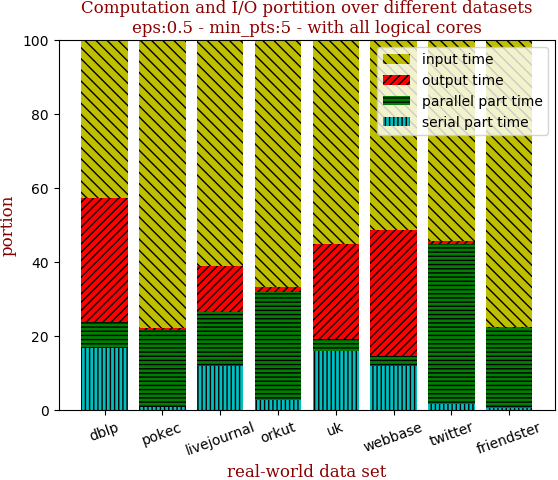 Computation and I/O portition over different datasets
eps:0.5 - min_pts:5 - with all logical cores
100
80
60
40
20
0
portion
input time
output time
parallel part time
serial part time
dblp
pokec
livejournal
orkut
uk
webbase
twitter
friendster
real-world data set